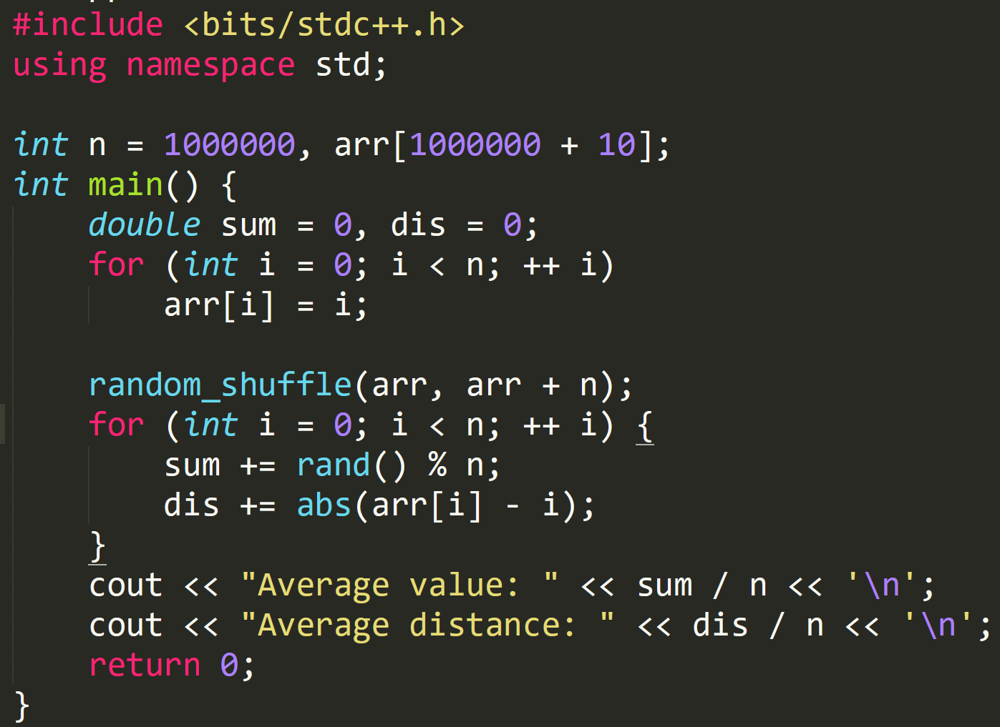 #include <bits/stdc++.h>
using namespace std;
int n = 1000000, arr[1000000 + 10];
int main() {
double sum = 0, dis = 0;
for (int i = 0; i < n; ++ i)
arr[i] = i;
random_shuffle(arr, arr + n);
for (int i = 0; i < n; ++ i) {
sum += rand() % n;
dis += abs(arr[i] - i);
}
cout << "Average value: " << sum / n << '\n';
cout << "Average distance: " << dis / n << '\n';
return 0;
}